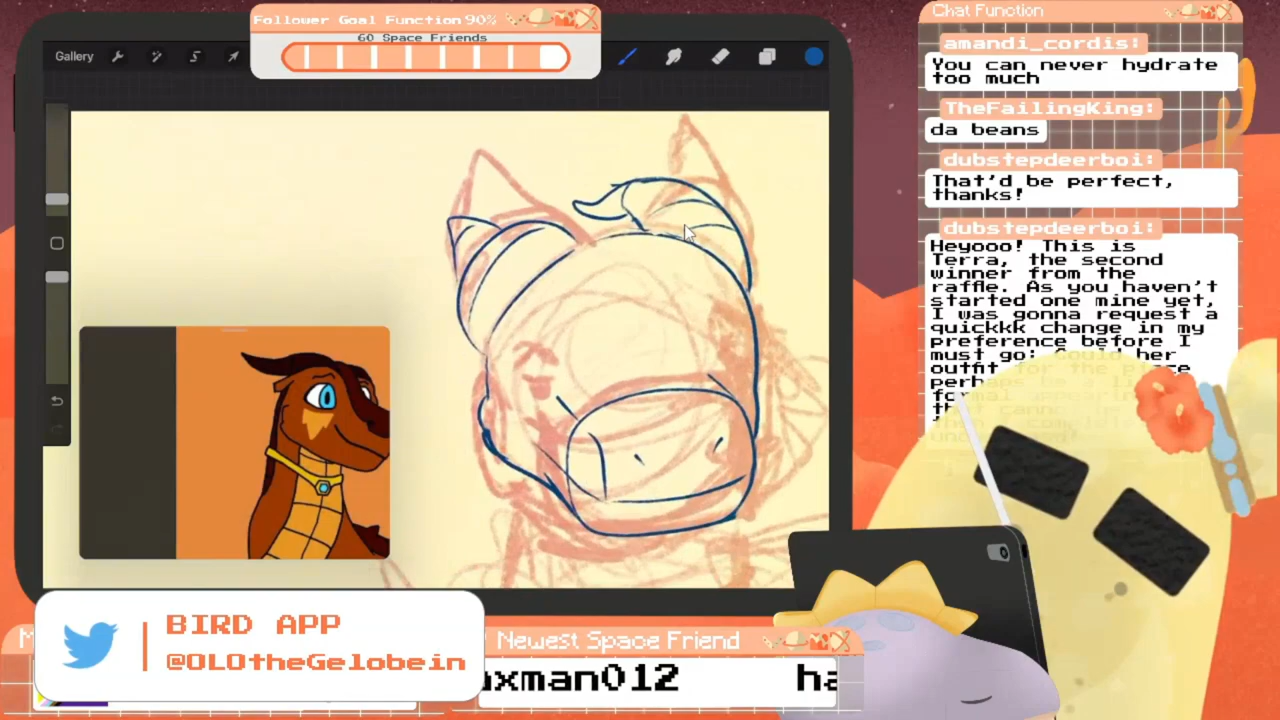 Follower Goal Function 90%
60 Space Friends
Gallery
Chat Function
amandi_cordis:
You can never hydrate
too much
TheFailingKing:
da beans
dubstepdeerboi:
That'd be perfect,
thanks!
dubstepdeerboi:
Heyooo! This is
Terra, the second
winner from the
raffle. As you haven't
started one mine yet,
I was gonna request a
quickkk change in my
preference before I
must go: Could her
outfit for the piece
perhaps be a
BIRD APP
@OLOtheGelobein
Newest Space Friend
xman012
ha